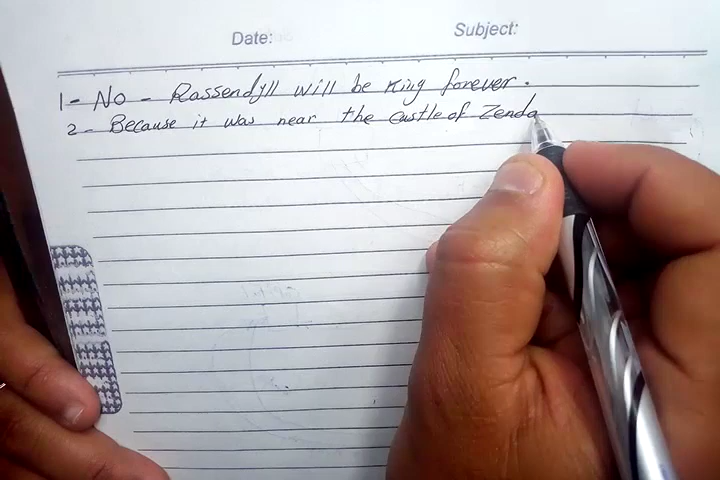 Date: Subject:
1- No - Rassendyll will be King forever.
2- Because it was near the Castle of Zenda